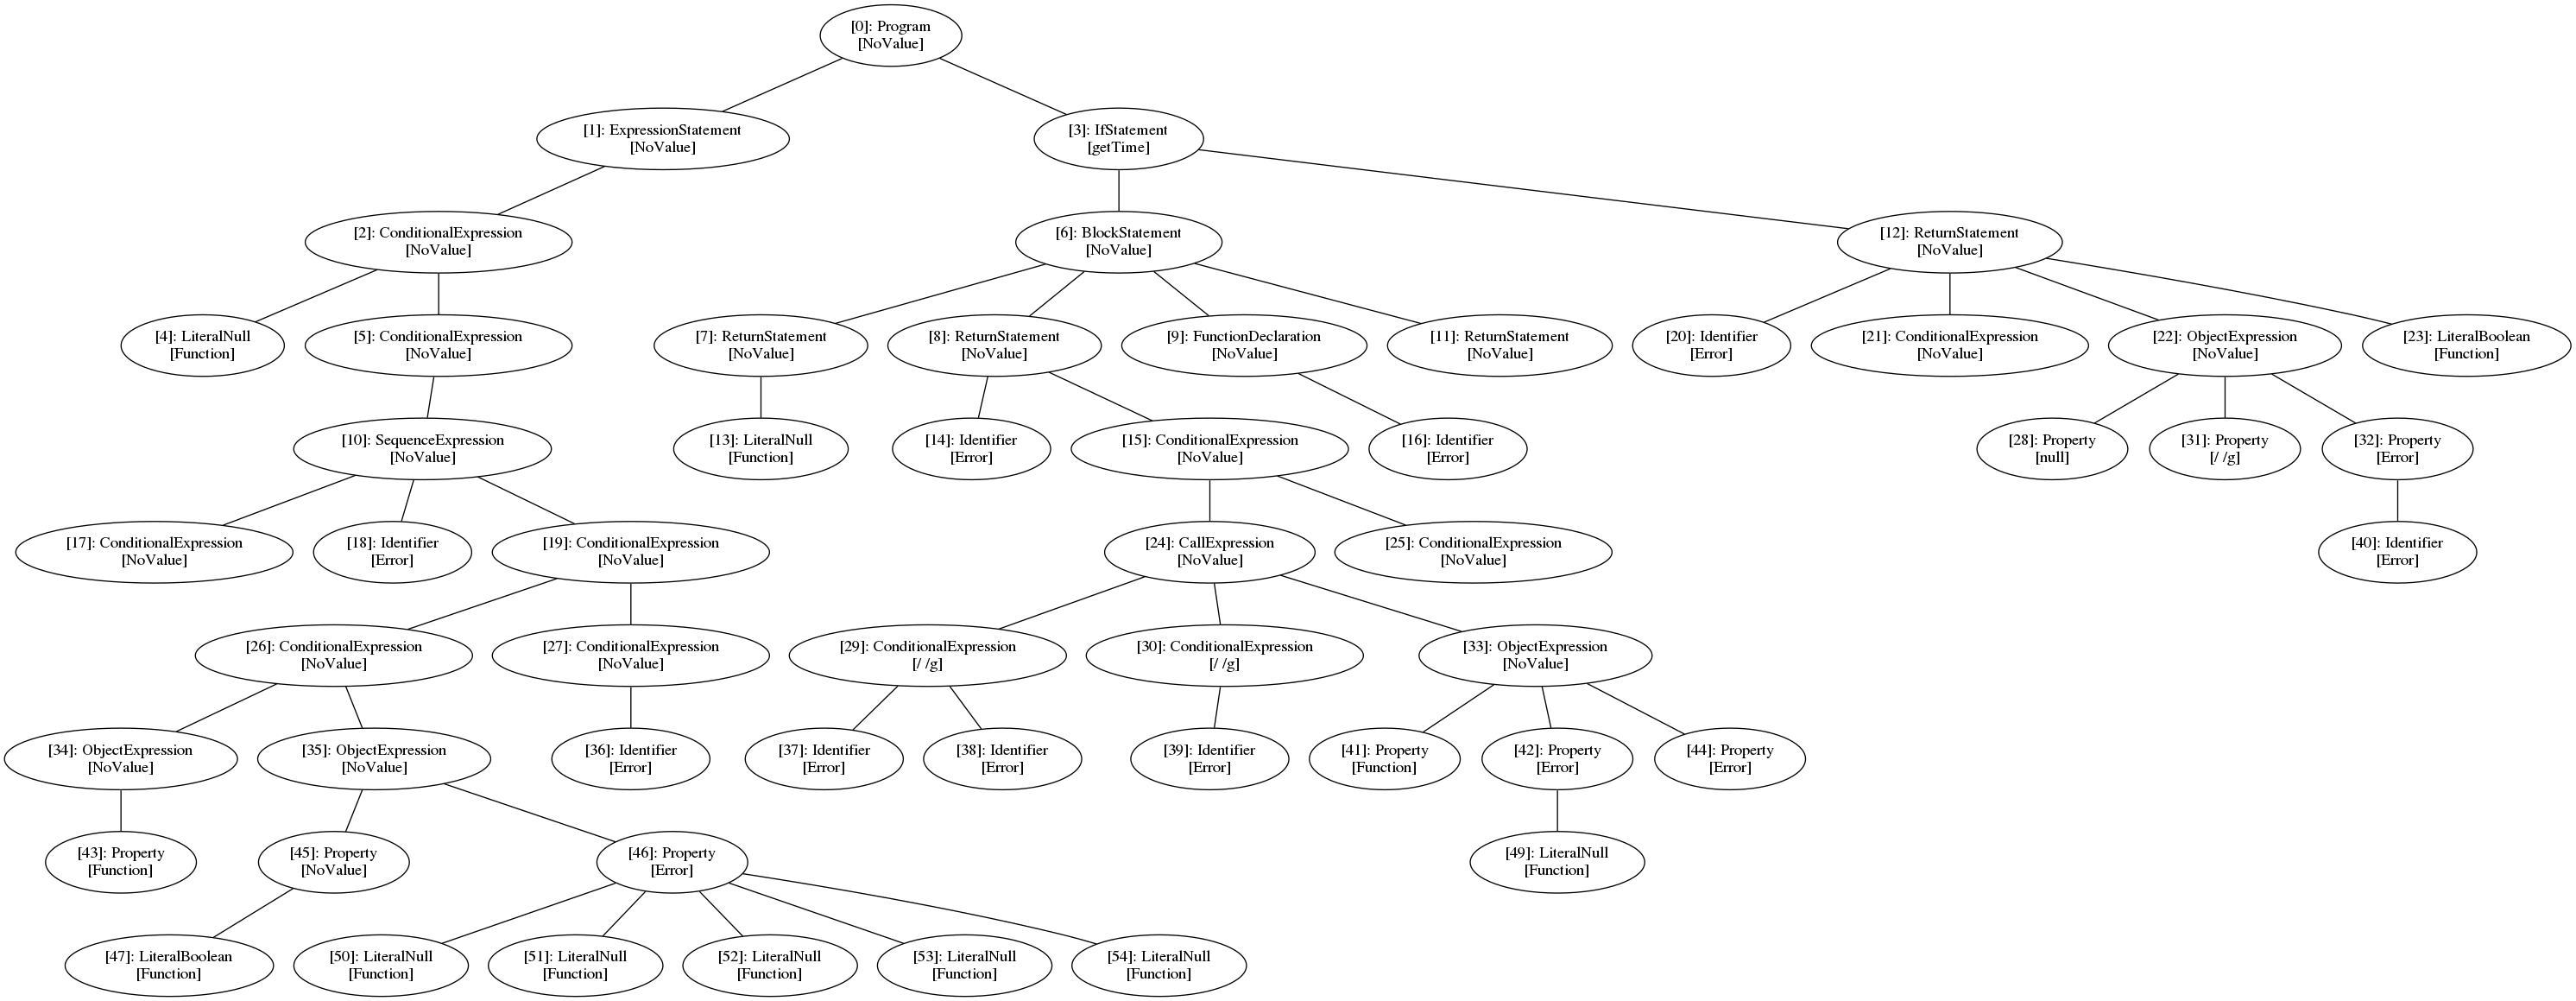 [0]: Program
[NoValue]
[1]: ExpressionStatement
[NoValue]
[3]: IfStatement
[getTime]
[2]: ConditionalExpression
[NoValue]
[6]: BlockStatement
[NoValue]
[12]: ReturnStatement
[NoValue]
[4]: LiteralNull
[Function]
[5]: ConditionalExpression
[NoValue]
[7]: ReturnStatement
[NoValue]
[8]: ReturnStatement
[NoValue]
[9]: FunctionDeclaration
[NoValue]
[11]: ReturnStatement
[NoValue]
[20]: Identifier
[Error]
[21]: ConditionalExpression
[NoValue]
[22]: ObjectExpression
[NoValue]
[23]: LiteralBoolean
[Function]
[10]: SequenceExpression
[NoValue]
[13]: LiteralNull
[Function]
[14]: Identifier
[Error]
[15]: ConditionalExpression
[NoValue]
[16]: Identifier
[Error]
[28]: Property
[null]
[31]: Property
[/ /g]
[32]: Property
[Error]
[17]: ConditionalExpression
[NoValue]
[18]: Identifier
[Error]
[19]: ConditionalExpression
[NoValue]
[24]: CallExpression
[NoValue]
[25]: ConditionalExpression
[NoValue]
[40]: Identifier
[Error]
[26]: ConditionalExpression
[NoValue]
[27]: ConditionalExpression
[NoValue]
[29]: ConditionalExpression
[/ /g]
[30]: ConditionalExpression
[/ /g]
[33]: ObjectExpression
[NoValue]
[34]: ObjectExpression
[NoValue]
[35]: ObjectExpression
[NoValue]
[36]: Identifier
[Error]
[37]: Identifier
[Error]
[38]: Identifier
[Error]
[39]: Identifier
[Error]
[41]: Property
[Function]
[42]: Property
[Error]
[44]: Property
[Error]
[43]: Property
[Function]
[45]: Property
[NoValue]
[46]: Property
[Error]
[49]: LiteralNull
[Function]
[47]: LiteralBoolean
[Function]
[50]: LiteralNull
[Function]
[51]: LiteralNull
[Function]
[52]: LiteralNull
[Function]
[53]: LiteralNull
[Function]
[54]: LiteralNull
[Function]